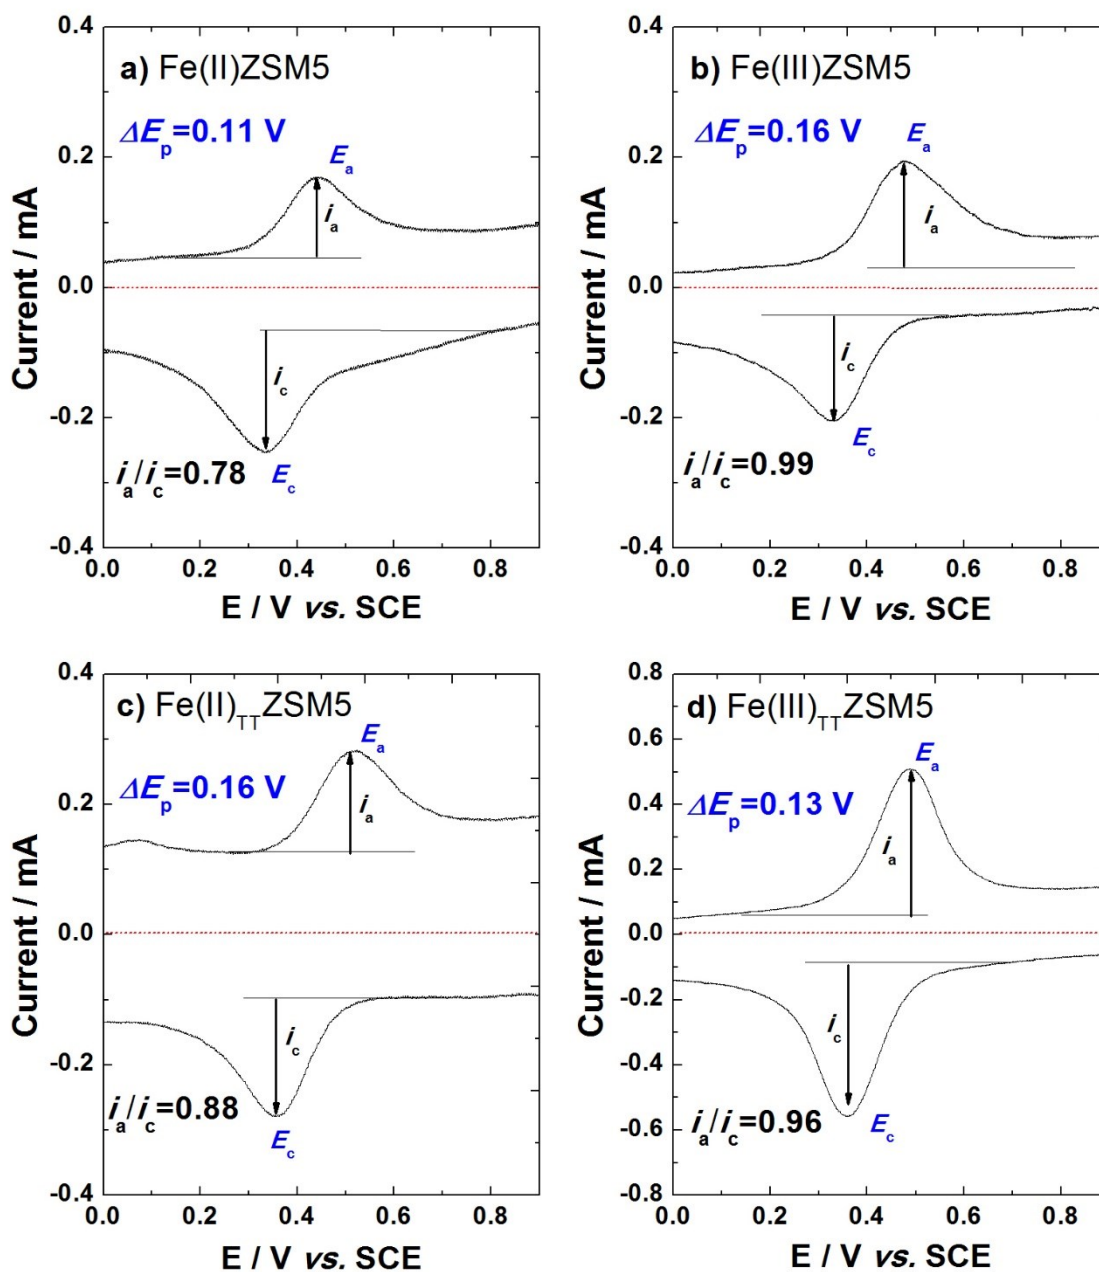 a) Fe(II)ZSM5
ΔEp=0.11 V
Ea
ia
ic
Ec
ia/ic=0.78
0.4
0.2
0.0
-0.2
-0.4
Current / mA
0.0 0.2 0.4 0.6 0.8
E / V vs. SCE
b) Fe(III)ZSM5
ΔEp=0.16 V
Ea
ia
ic
Ec
ia/ic=0.99
0.4
0.2
0.0
-0.2
-0.4
Current / mA
0.0 0.2 0.4 0.6 0.8
E / V vs. SCE
c) Fe(II)TTZSM5
ΔEp=0.16 V
Ea
ia
ic
Ec
ia/ic=0.88
0.4
0.2
0.0
-0.2
-0.4
Current / mA
0.0 0.2 0.4 0.6 0.8
E / V vs. SCE
d) Fe(III)TTZSM5
ΔEp=0.13 V
Ea
ia
ic
Ec
ia/ic=0.96
0.8
0.6
0.4
0.2
0.0
-0.2
-0.4
-0.6
-0.8
Current / mA
0.0 0.2 0.4 0.6 0.8
E / V vs. SCE